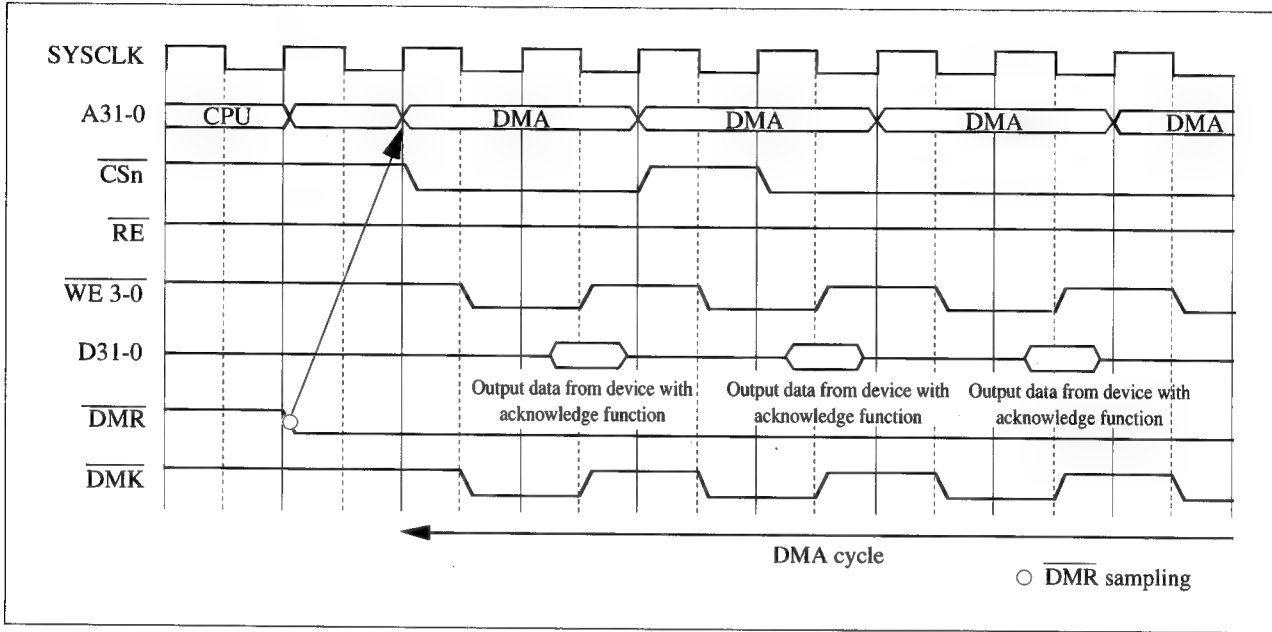 SYSCLK
A31-0 CPU DMA DMA DMA DMA
CSn
RE
WE 3-0
D31-0
Output data from device with acknowledge function
Output data from device with acknowledge function
Output data from device with acknowledge function
DMR
DMK
DMA cycle
○ DMR sampling